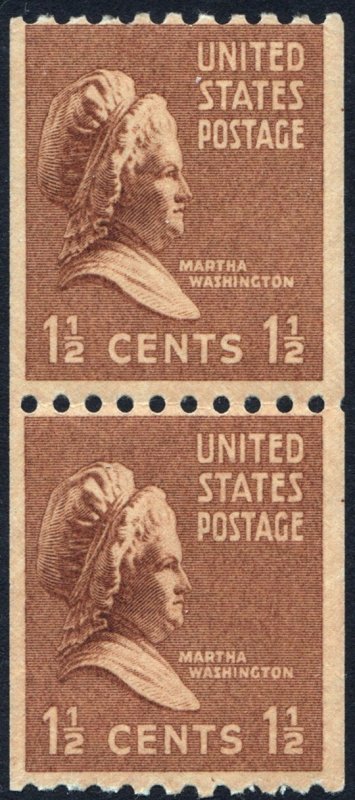 UNITED
STATES
POSTAGE
MARTHA
WASHINGTON
1½ CENTS 1½
UNITED
STATES
POSTAGE
MARTHA
WASHINGTON
1½ CENTS 1½